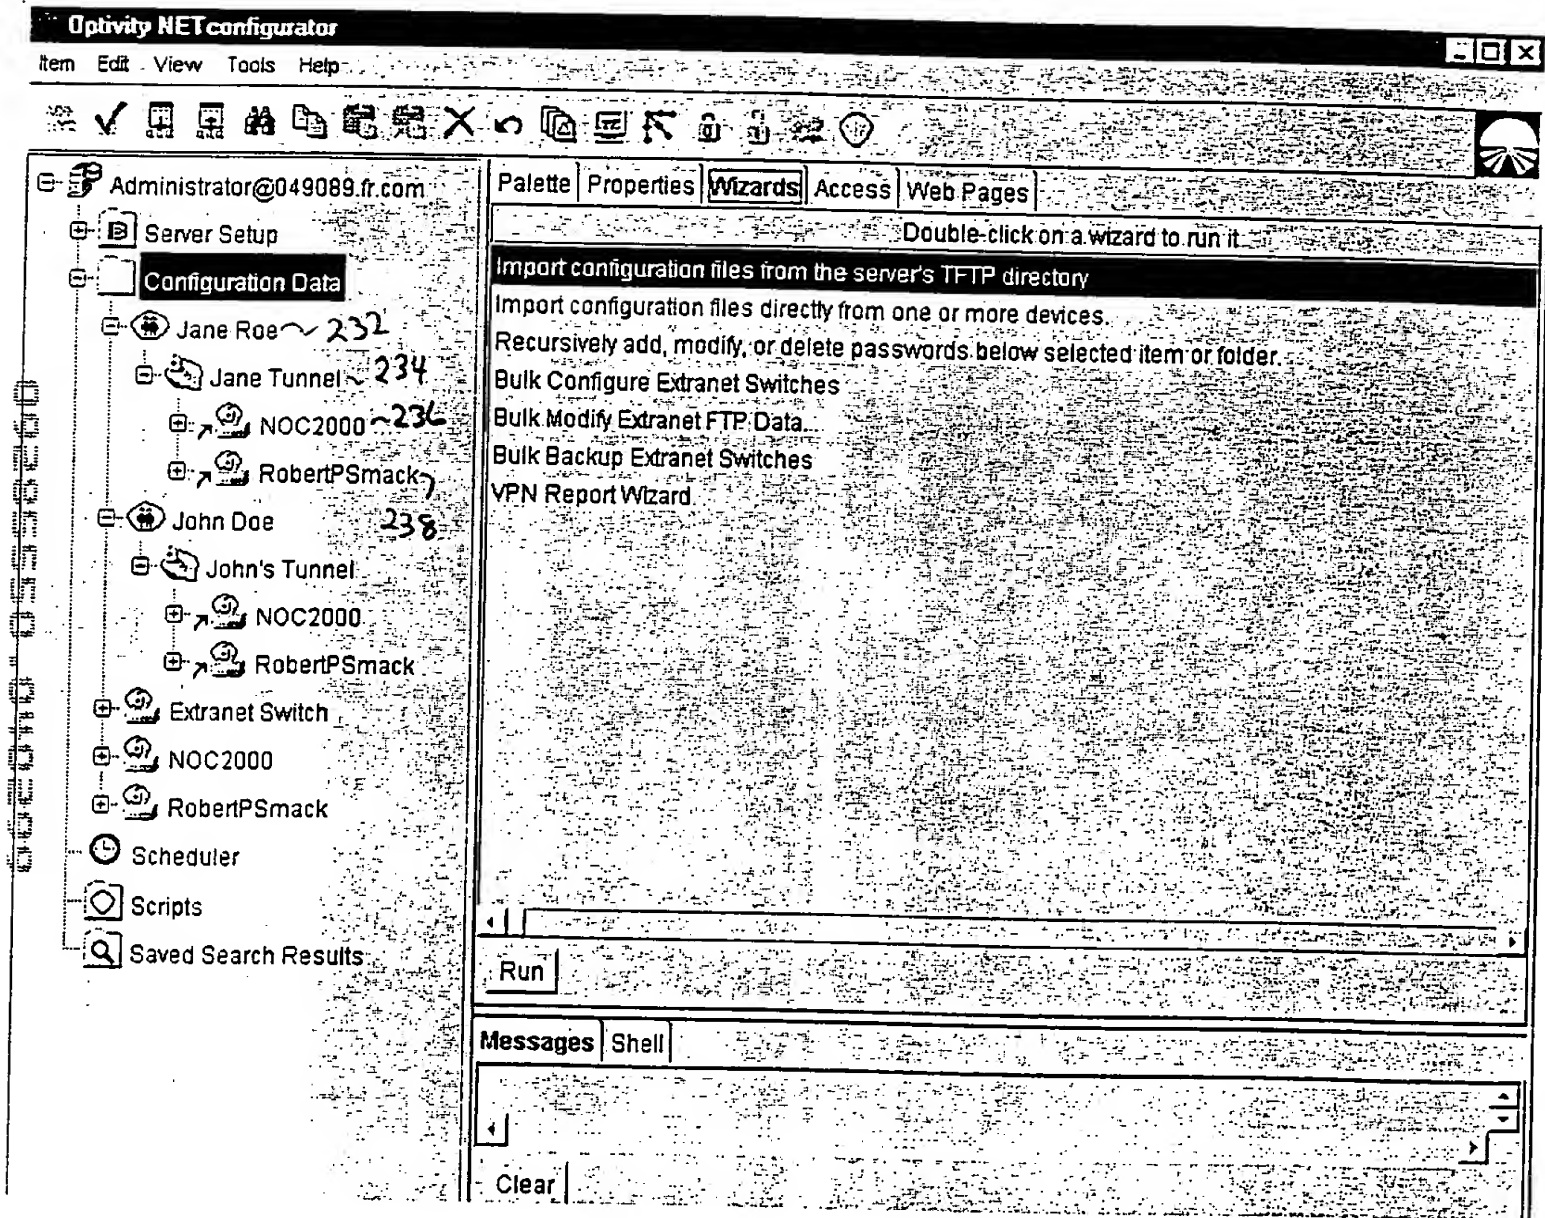 Optivity NETconfigurator
Item Edit View Tools Help
Administrator@049089.fr.com
Server Setup
Configuration Data
Jane Roe ~ 232
Jane Tunnel ~ 234
NOC2000 ~ 236
RobertPSmack
John Doe 238
John's Tunnel
NOC2000
RobertPSmack
Extranet Switch
NOC2000
RobertPSmack
Scheduler
Scripts
Saved Search Results
Palette Properties Wizards Access Web Pages
Double-click on a wizard to run it.
Import configuration files from the server's TFTP directory
Import configuration files directly from one or more devices.
Recursively add, modify, or delete passwords below selected item or folder.
Bulk Configure Extranet Switches
Bulk Modify Extranet FTP Data...
Bulk Backup Extranet Switches
VPN Report Wizard
Run
Messages Shell
Clear